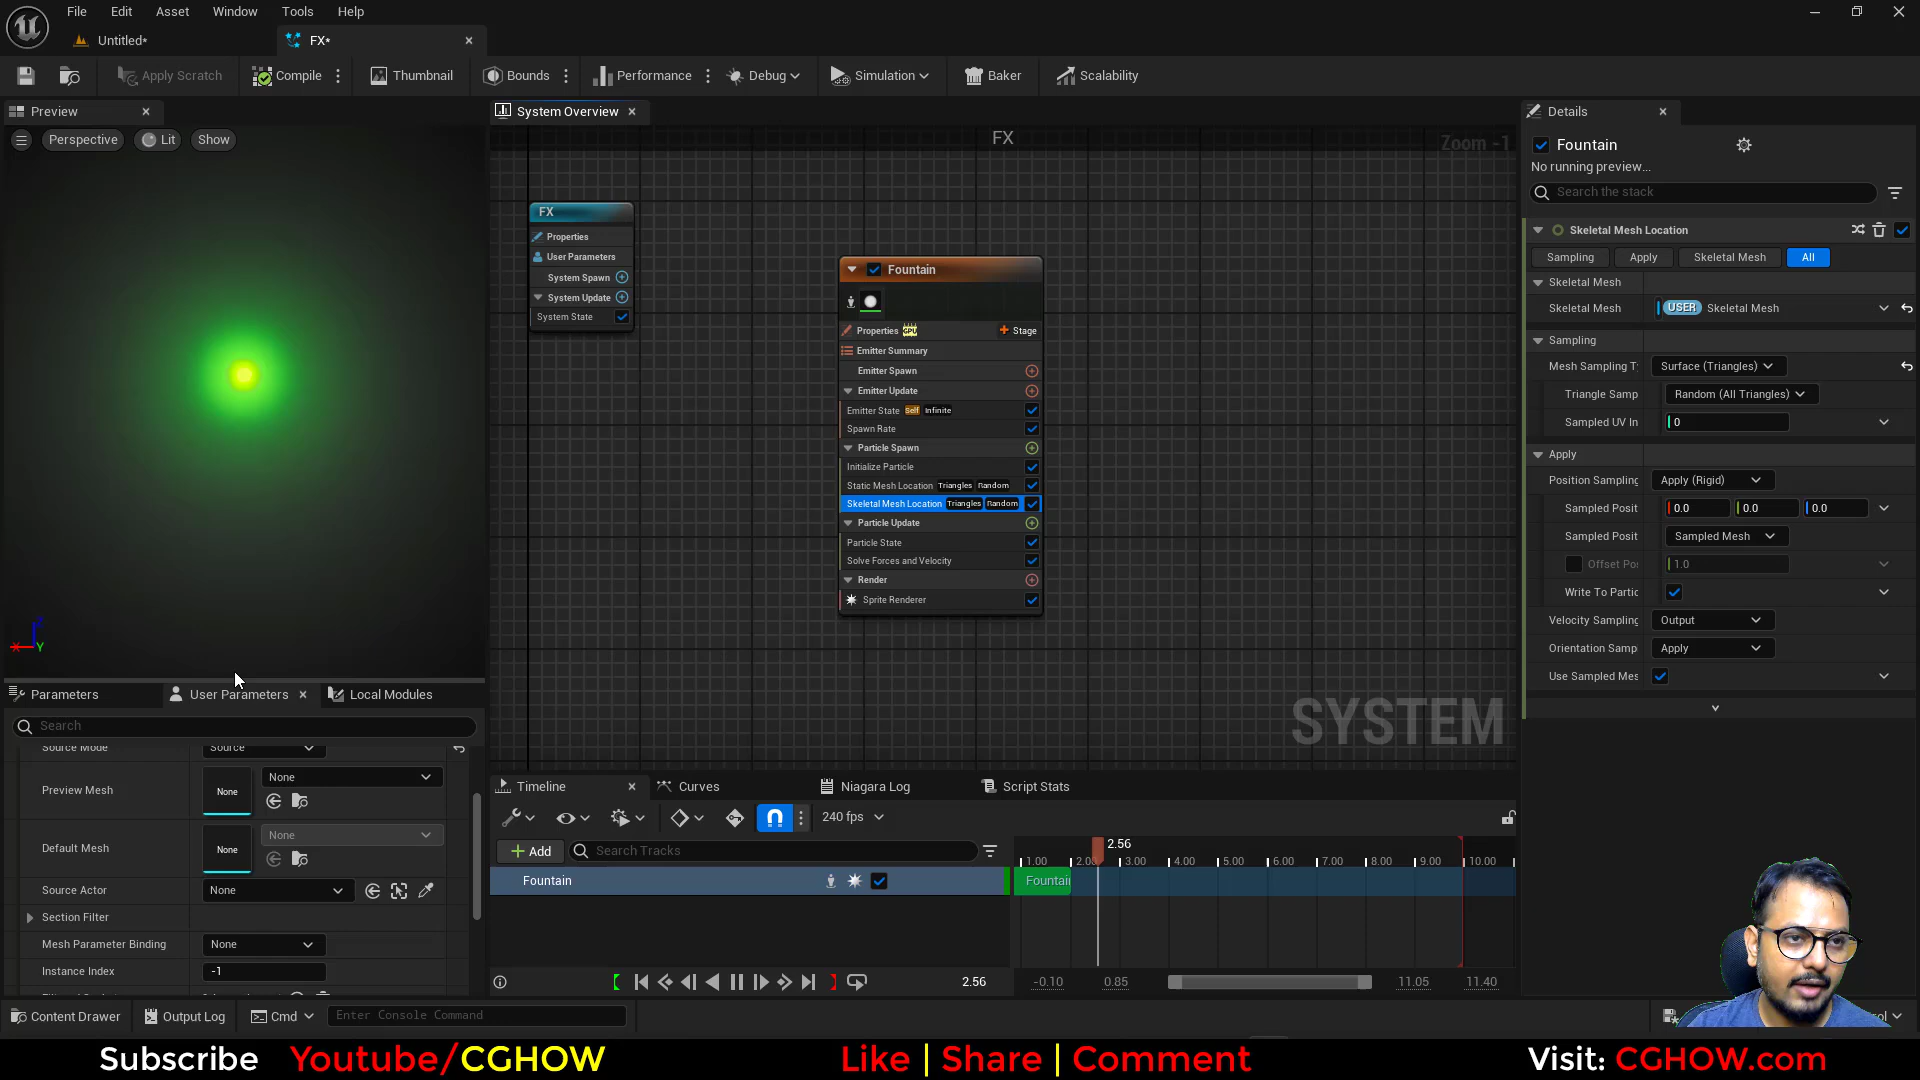 File Edit Asset Window Tools Help
Untitled* FX*
Apply Scratch Compile Thumbnail Bounds Performance Debug Simulation Baker Scalability
Preview
Perspective Lit Show
System Overview
FX
Zoom -1
FX
Properties
User Parameters
System Spawn
System Update
System State
Fountain
Properties GPU Stage
Emitter Summary
Emitter Spawn
Emitter Update
Emitter State Self Infinite
Spawn Rate
Particle Spawn
Initialize Particle
Static Mesh Location Triangles Random
Skeletal Mesh Location Triangles Random
Particle Update
Particle State
Solve Forces and Velocity
Render
Sprite Renderer
SYSTEM
Details
Fountain
No running preview...
Search the stack
Skeletal Mesh Location
Sampling Apply Skeletal Mesh All
Skeletal Mesh
Skeletal Mesh USER Skeletal Mesh
Sampling
Mesh Sampling T Surface (Triangles)
Triangle Samp Random (All Triangles)
Sampled UV In 0
Apply
Position Sampling Apply (Rigid)
Sampled Posit 0.0 0.0 0.0
Sampled Posit Sampled Mesh
Offset Po 1.0
Write To Partic
Velocity Sampling Output
Orientation Samp Apply
Use Sampled Mes
Parameters User Parameters Local Modules
Search
Source Mode Source
Preview Mesh None None
Default Mesh None None
Source Actor None
Section Filter
Mesh Parameter Binding None
Instance Index -1
Timeline Curves Niagara Log Script Stats
240 fps
Add Search Tracks
2.56
1.00 2.00 3.00 4.00 5.00 6.00 7.00 8.00 9.00 10.00
Fountain Fountain
2.56 -0.10 0.85 11.05 11.40
Content Drawer Output Log Cmd Enter Console Command
Subscribe Youtube/CGHOW Like | Share | Comment Visit: CGHOW.com